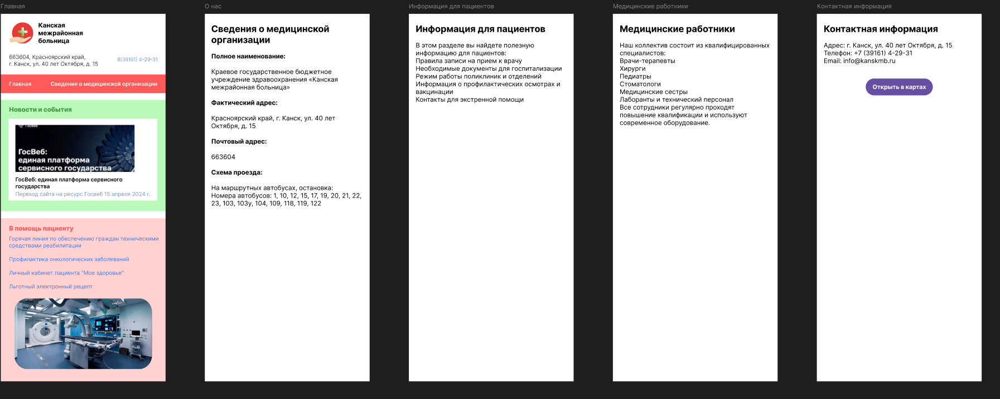 Главная
Канская
межрайонная
больница
663604, Красноярский край,
г. Канск, ул. 40 лет Октября, д. 15
8(39161) 4-29-31
Главная
Сведения о медицинской организации
Новости и события
ГосВеб
ГосВеб:
единая платформа
сервисного государства
ГосВеб: единая платформа сервисного
государства
Переход сайта на ресурс Госвеб 15 апреля 2024 г.
В помощь пациенту
Горячая линия по обеспечению граждан техническими
средствами реабилитации
Профилактика онкологических заболеваний
Личный кабинет пациента "Мое здоровье"
Льготный электронный рецепт
О нас
Сведения о медицинской
организации
Полное наименование:
Краевое государственное бюджетное
учреждение здравоохранения «Канская
межрайонная больница»
Фактический адрес:
Красноярский край, г. Канск, ул. 40 лет
Октября, д. 15
Почтовый адрес:
663604
Схема проезда:
На маршрутных автобусах, остановка:
Номера автобусов: 1, 10, 12, 15, 17, 19, 20, 21, 22,
23, 103, 103у, 104, 109, 118, 119, 122
Информация для пациентов
Информация для пациентов
В этом разделе вы найдете полезную
информацию для пациентов:
Правила записи на прием к врачу
Необходимые документы для госпитализации
Режим работы поликлиник и отделений
Информация о профилактических осмотрах и
вакцинации
Контакты для экстренной помощи
Медицинские работники
Медицинские работники
Наш коллектив состоит из квалифицированных
специалистов:
Врачи-терапевты
Хирурги
Педиатры
Стоматологи
Медицинские сестры
Лаборанты и технический персонал
Все сотрудники регулярно проходят
повышение квалификации и используют
современное оборудование.
Контактная информация
Контактная информация
Адрес: г. Канск, ул. 40 лет Октября, д. 15
Телефон: +7 (39161) 4-29-31
Email: info@kanskmb.ru
Открыть в картах